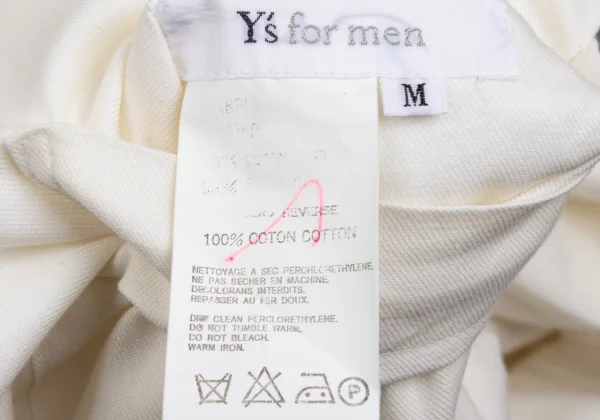 Y's for men
M
REVERSE
100% COTON COTTON
NETTOYAGE A SEC PERCHLORETHYLENE.
NE PAS SECHER EN MACHINE.
DECOLORANS INTERDITS.
REPASSER AU FER DOUX.
DRY CLEAN PERCLORETHYLENE.
DO NOT TUMBLE WARM,
DO NOT BLEACH.
WARM IRON.
P